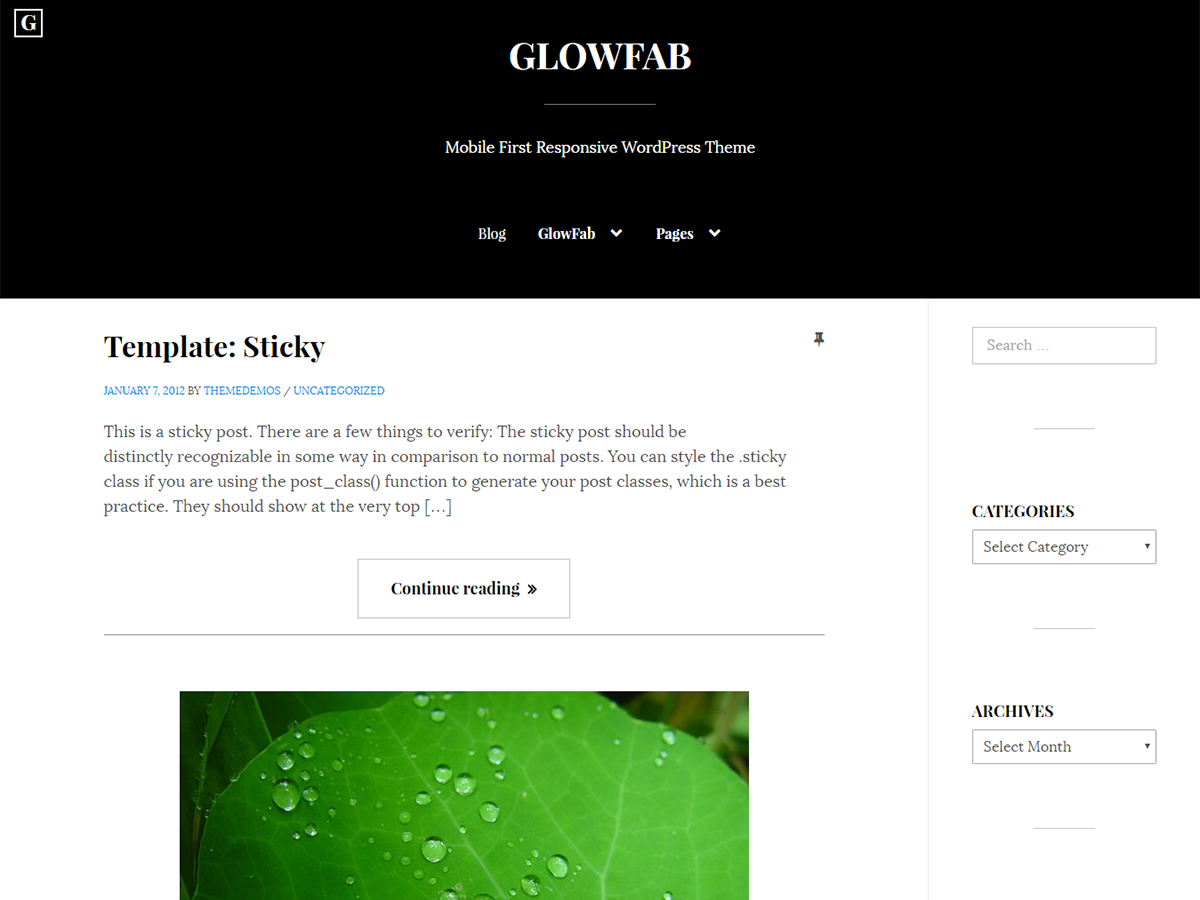 G
GLOWFAB
Mobile First Responsive WordPress Theme
Blog GlowFab Pages
Template: Sticky
JANUARY 7, 2012 BY THEMEDEMOS / UNCATEGORIZED
This is a sticky post. There are a few things to verify: The sticky post should be
distinctly recognizable in some way in comparison to normal posts. You can style the .sticky
class if you are using the post_class() function to generate your post classes, which is a best
practice. They should show at the very top […]
Continue reading »
Search …
CATEGORIES
Select Category
ARCHIVES
Select Month